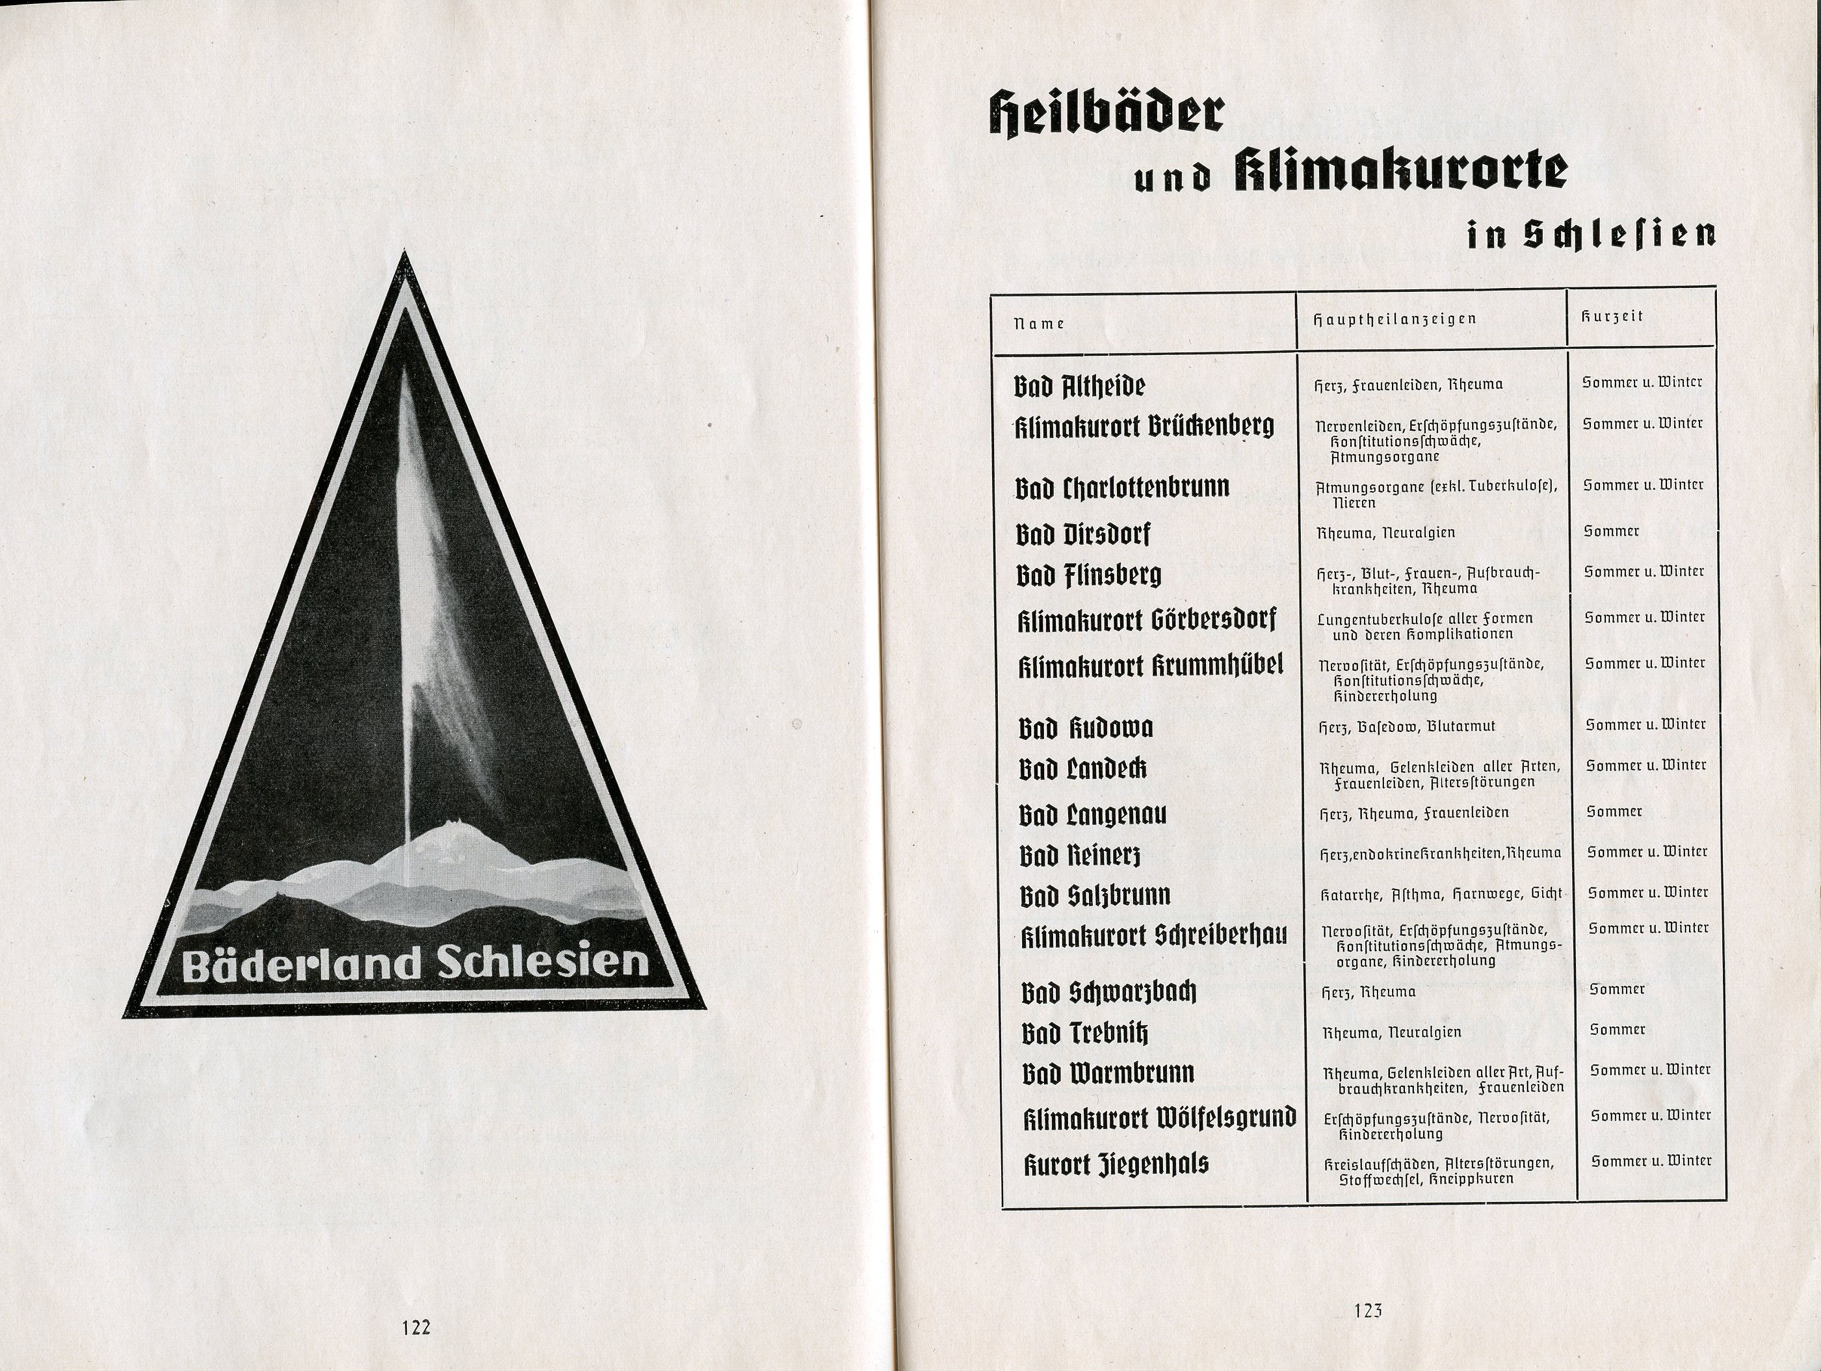 Bäderland Schlesien
122
Heilbäder
und Klimakurorte
in Schleſien
Name Hauptheilanzeigen Kurzeit
Bad Altheide Herz, Frauenleiden, Rheuma Sommer u. Winter
Klimakurort Brückenberg Nervenleiden, Erſchöpfungszuſtände, Sommer u. Winter
Konſtitutionsſchwäche,
Atmungsorgane
Bad Charlottenbrunn Atmungsorgane (exkl. Tuberkuloſe), Sommer u. Winter
Nieren
Bad Dirsdorf Rheuma, Neuralgien Sommer
Bad Flinsberg Herz-, Blut-, Frauen-, Aufbrauch- Sommer u. Winter
krankheiten, Rheuma
Klimakurort Görbersdorf Lungentuberkuloſe aller Formen Sommer u. Winter
und deren Komplikationen
Klimakurort Krummhübel Nervoſität, Erſchöpfungszuſtände, Sommer u. Winter
Konſtitutionsſchwäche,
Kindererholung
Bad Kudowa Herz, Baſedow, Blutarmut Sommer u. Winter
Bad Landeck Rheuma, Gelenkleiden aller Arten, Sommer u. Winter
Frauenleiden, Altersſtörungen
Bad Langenau Herz, Rheuma, Frauenleiden Sommer
Bad Reinerz Herz,endokrineKrankheiten,Rheuma Sommer u. Winter
Bad Salzbrunn Katarrhe, Aſthma, Harnwege, Gicht Sommer u. Winter
Klimakurort Schreiberhau Nervoſität, Erſchöpfungszuſtände, Sommer u. Winter
Konſtitutionsſchwäche, Atmungs-
organe, Kindererholung
Bad Schwarzbach Herz, Rheuma Sommer
Bad Trebnitz Rheuma, Neuralgien Sommer
Bad Warmbrunn Rheuma, Gelenkleiden aller Art, Auf- Sommer u. Winter
brauchkrankheiten, Frauenleiden
Klimakurort Wölfelsgrund Erſchöpfungszuſtände, Nervoſität, Sommer u. Winter
Kindererholung
Kurort Ziegenhals Kreislaufſchäden, Altersſtörungen, Sommer u. Winter
Stoffwechſel, Kneippkuren
123